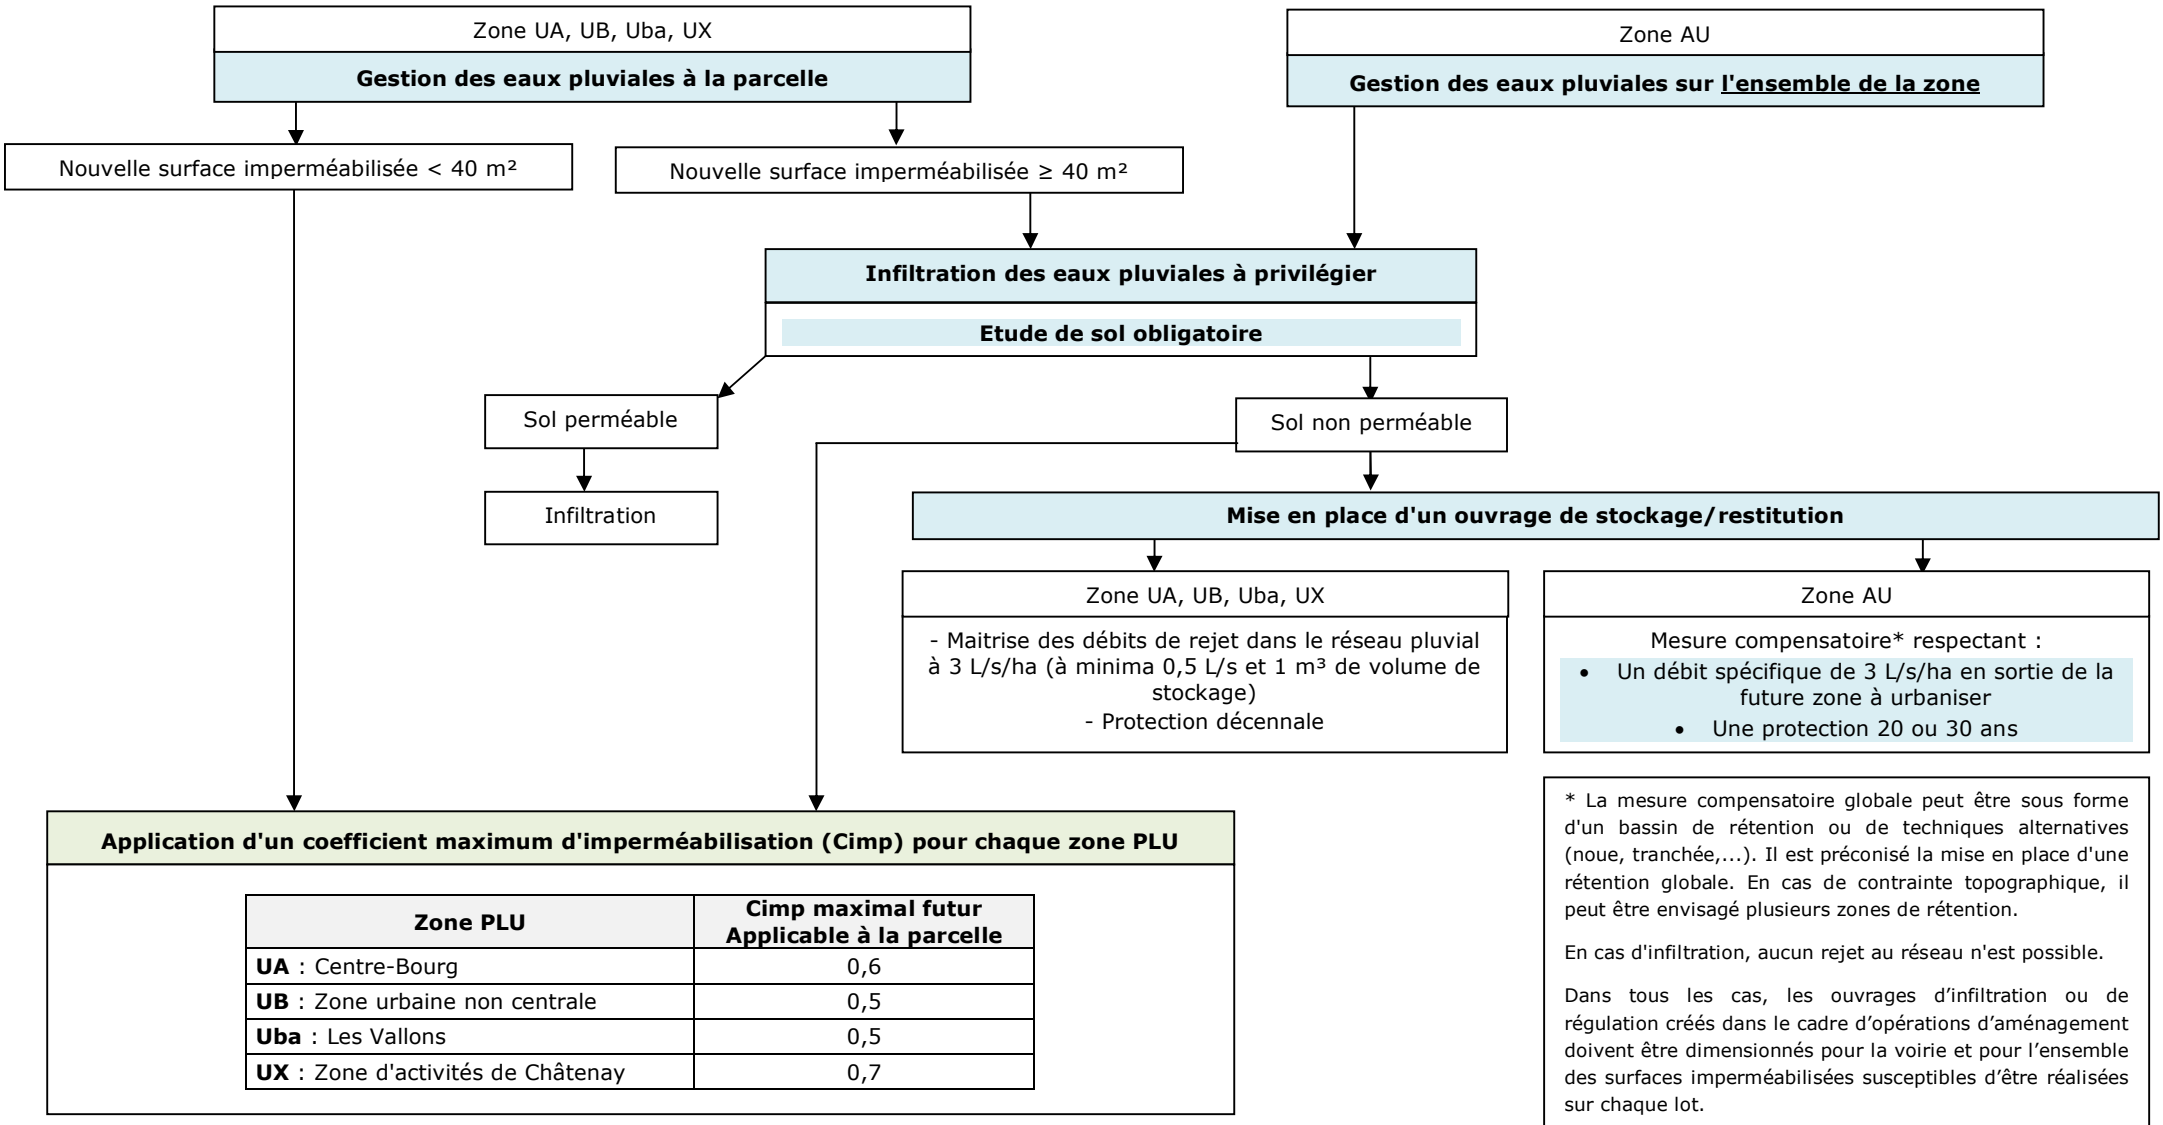 Zone UA, UB, Uba, UX
Gestion des eaux pluviales à la parcelle
Zone AU
Gestion des eaux pluviales sur l'ensemble de la zone
Nouvelle surface imperméabilisée < 40 m²
Nouvelle surface imperméabilisée ≥ 40 m²
Infiltration des eaux pluviales à privilégier
Etude de sol obligatoire
Sol perméable
Sol non perméable
Infiltration
Mise en place d'un ouvrage de stockage/restitution
Zone UA, UB, Uba, UX
- Maitrise des débits de rejet dans le réseau pluvial
à 3 L/s/ha (à minima 0,5 L/s et 1 m³ de volume de
stockage)
- Protection décennale
Zone AU
Mesure compensatoire* respectant :
• Un débit spécifique de 3 L/s/ha en sortie de la
future zone à urbaniser
• Une protection 20 ou 30 ans
* La mesure compensatoire globale peut être sous forme
d'un bassin de rétention ou de techniques alternatives
(noue, tranchée,...). Il est préconisé la mise en place d'une
rétention globale. En cas de contrainte topographique, il
peut être envisagé plusieurs zones de rétention.
En cas d'infiltration, aucun rejet au réseau n'est possible.
Dans tous les cas, les ouvrages d’infiltration ou de
régulation créés dans le cadre d’opérations d’aménagement
doivent être dimensionnés pour la voirie et pour l’ensemble
des surfaces imperméabilisées susceptibles d’être réalisées
sur chaque lot.
Application d'un coefficient maximum d'imperméabilisation (Cimp) pour chaque zone PLU
Zone PLU
Cimp maximal futur
Applicable à la parcelle
UA : Centre-Bourg 0,6
UB : Zone urbaine non centrale 0,5
Uba : Les Vallons 0,5
UX : Zone d'activités de Châtenay 0,7